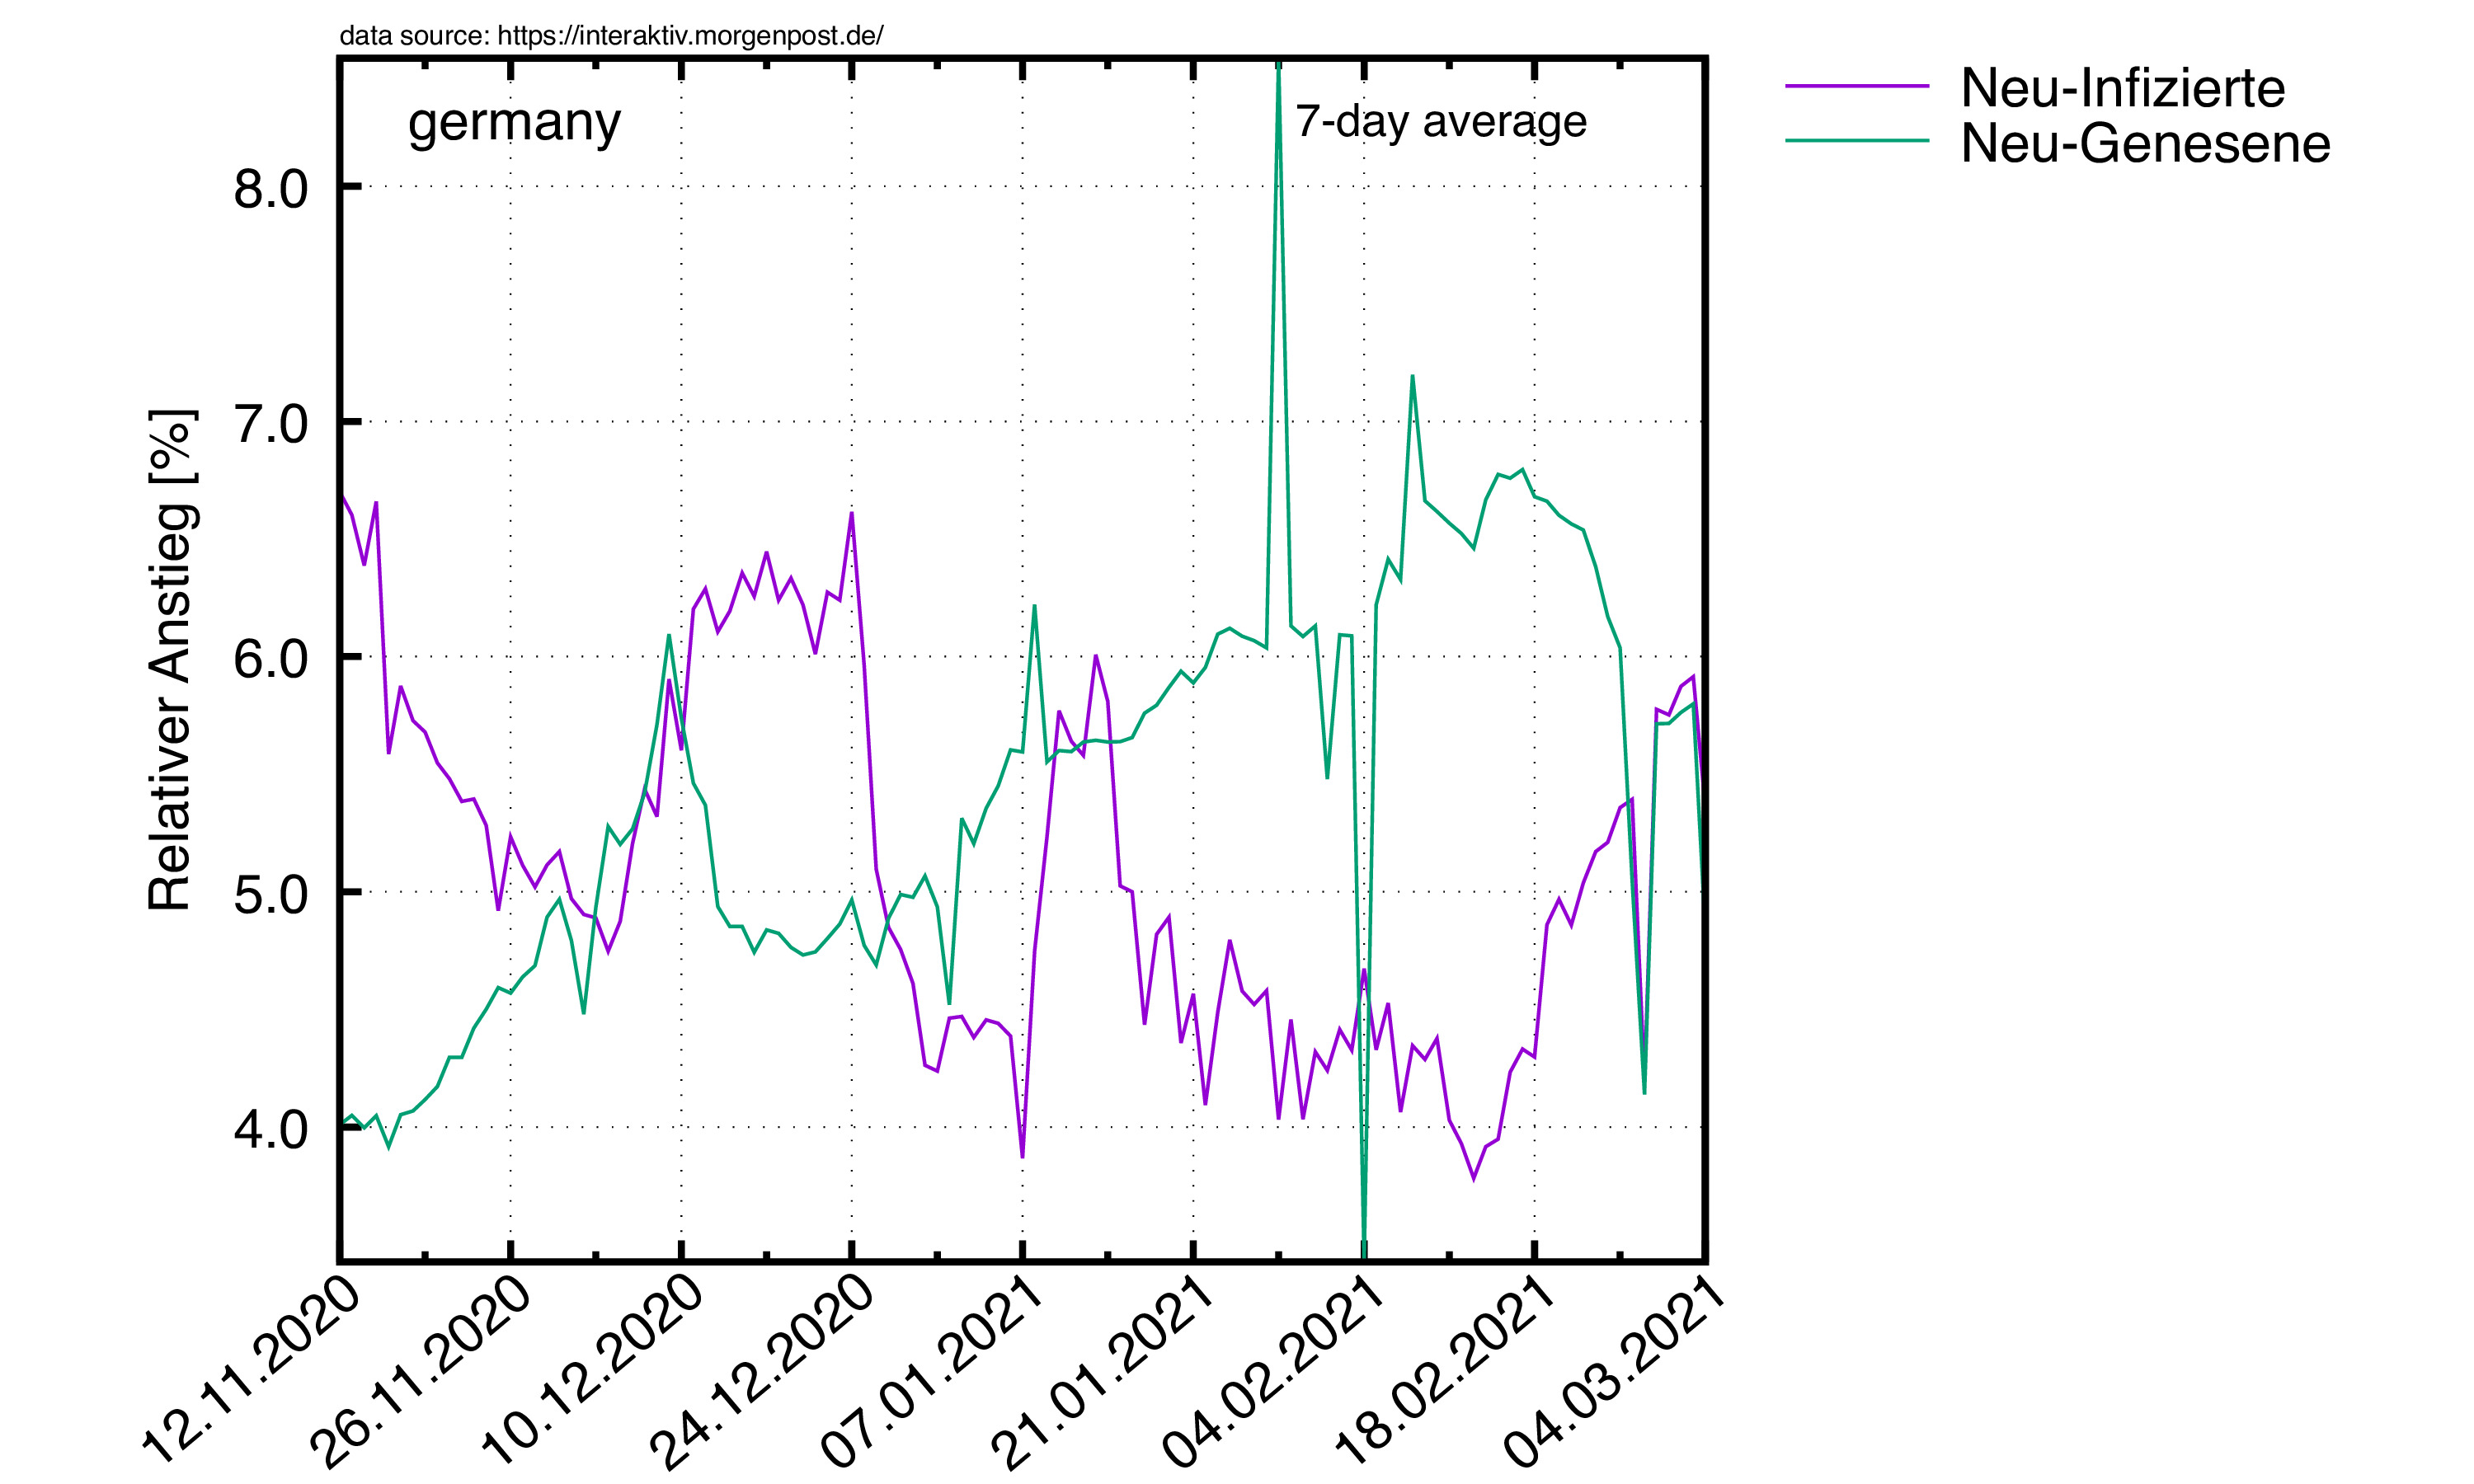 data source: https://interaktiv.morgenpost.de/
germany
7-day average
Neu-Infizierte
Neu-Genesene
Relativer Anstieg [%]
8.0
7.0
6.0
5.0
4.0
12.11.2020
26.11.2020
10.12.2020
24.12.2020
07.01.2021
21.01.2021
04.02.2021
18.02.2021
04.03.2021